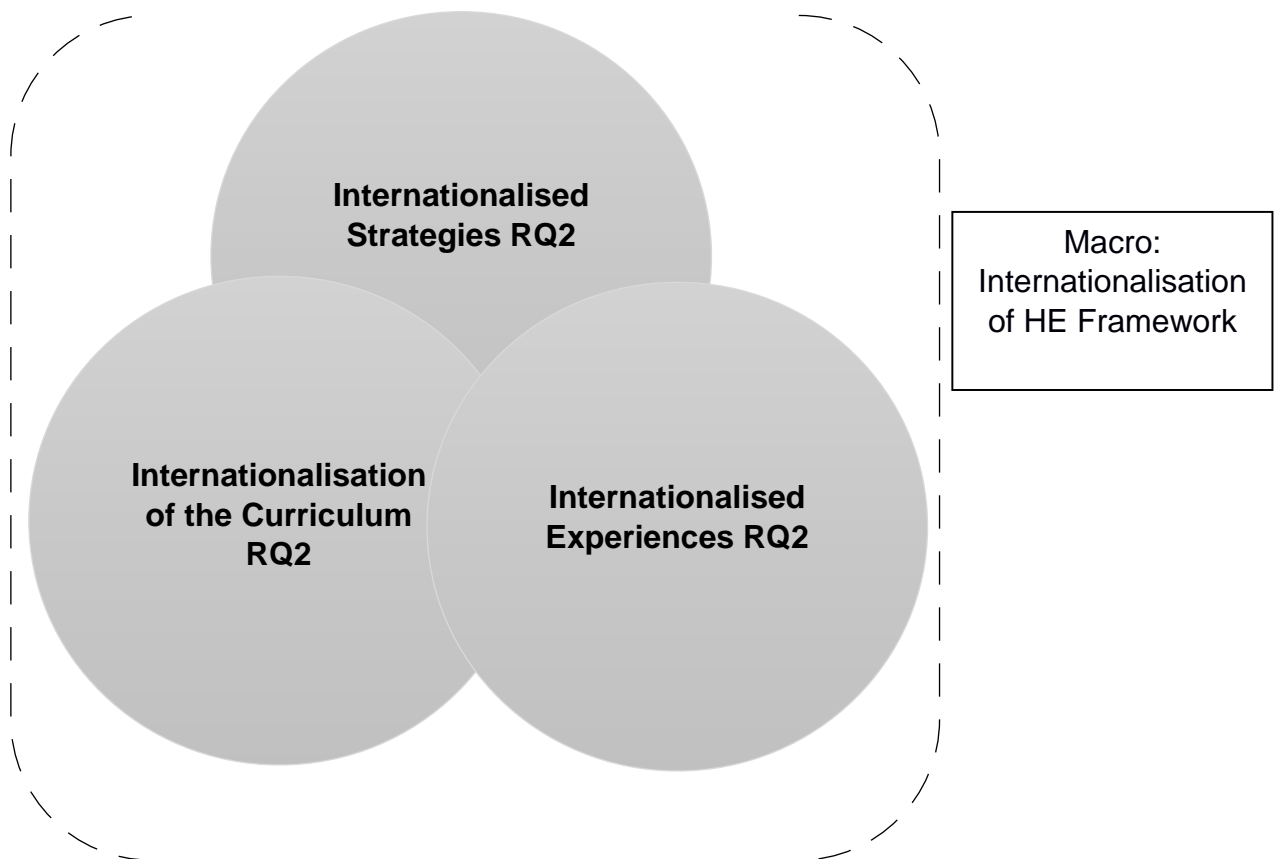 Internationalised
Strategies RQ2
Macro:
Internationalisation
of HE Framework
Internationalisation
of the Curriculum
RQ2
Internationalised
Experiences RQ2